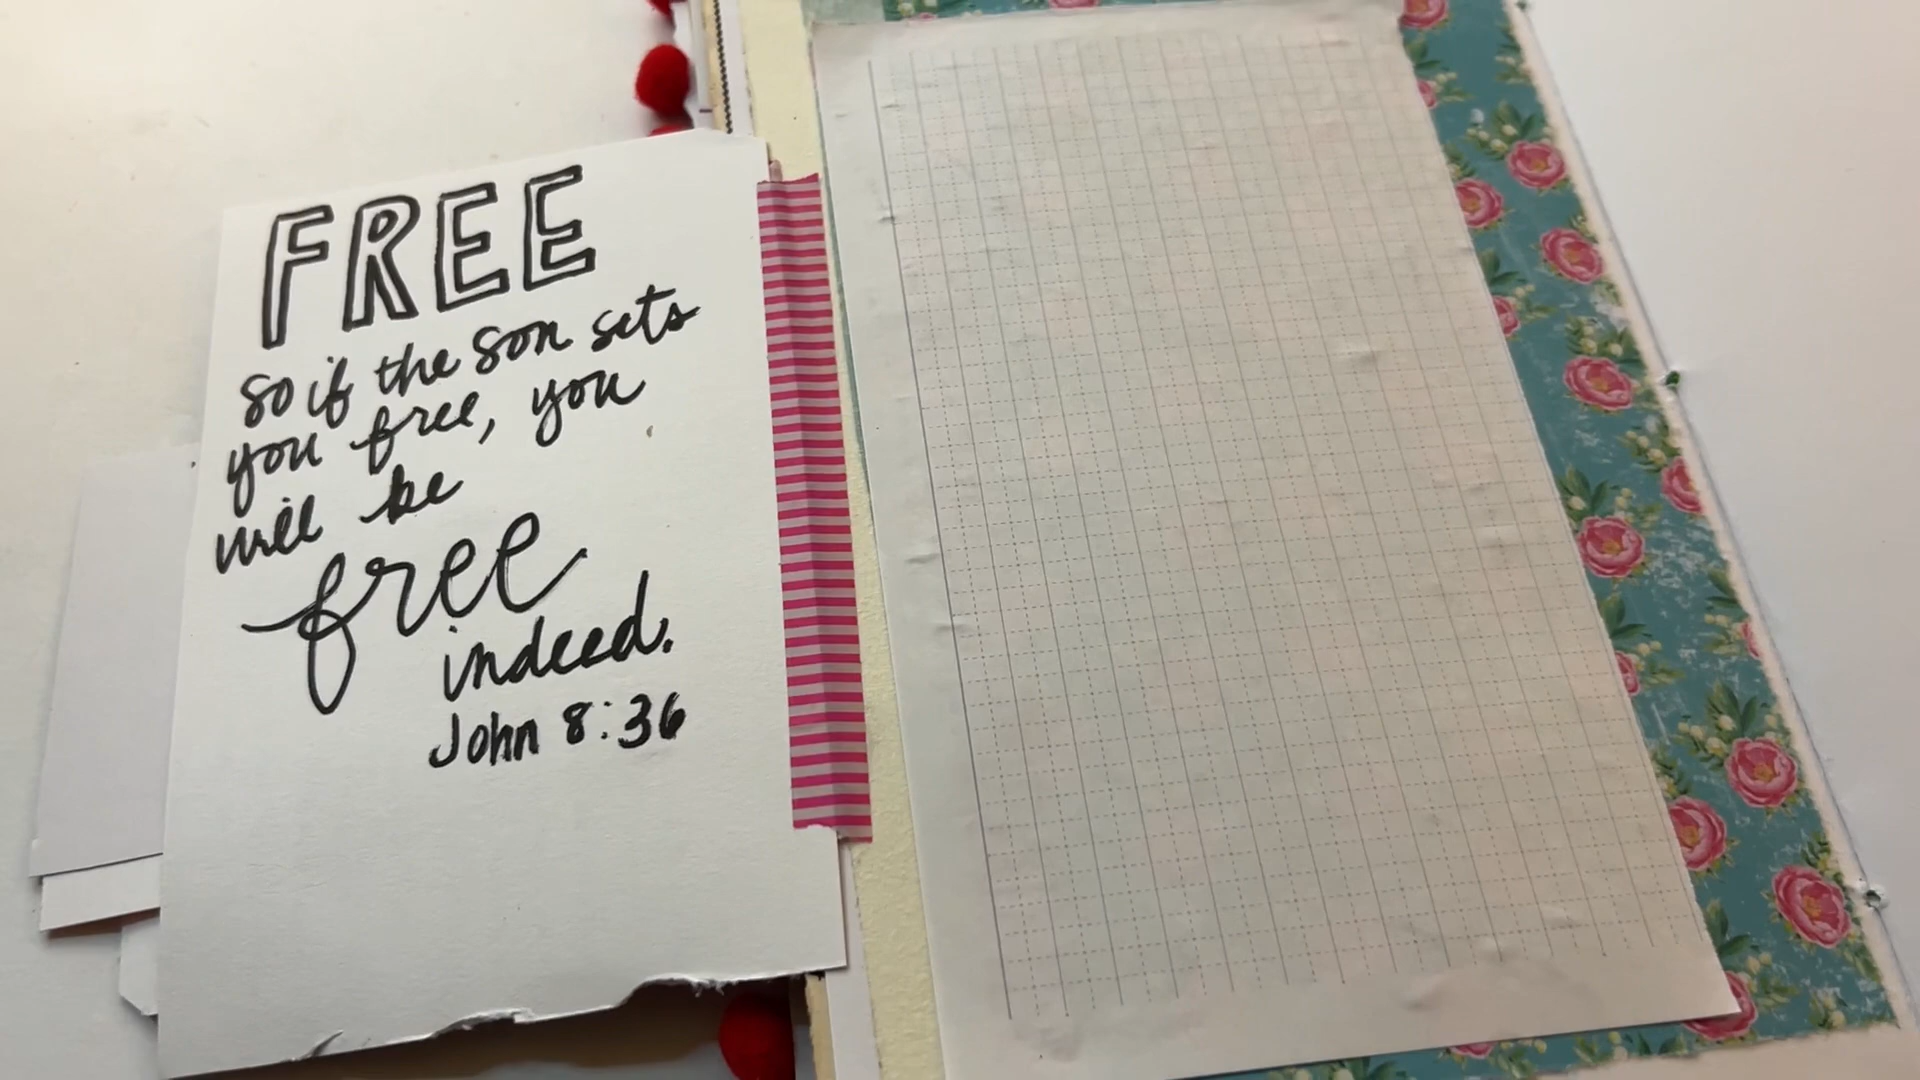 FREE
so if the son sets
you free, you
will be
free
indeed.
John 8:36